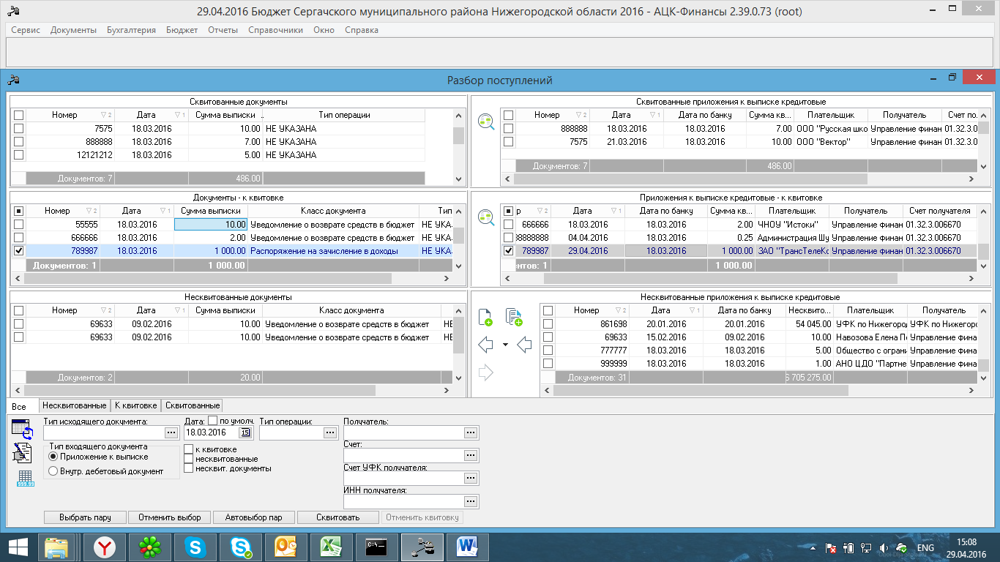 29.04.2016 Бюджет Сергачского муниципального района Нижегородской области 2016 - АЦК-Финансы 2.39.0.73 (root)
Сервис Документы Бухгалтерия Бюджет Отчеты Справочники Окно Справка
Разбор поступлений
Сквитованные документы
Номер 2 Дата 1 Сумма выписки .. Тип операции
7575 18.03.2016 10.00 НЕ УКАЗАНА
888888 18.03.2016 7.00 НЕ УКАЗАНА
12121212 18.03.2016 5.00 НЕ УКАЗАНА
Документов: 7 486.00
Сквитованные приложения к выписке кредитовые
Номер 2 Дата 1 Дата по банку Сумма кв... Плательщик Получатель Счет по.
888888 18.03.2016 18.03.2016 7.00 ООО "Русская шко Управление финан 01.32.3.0
7575 21.03.2016 18.03.2016 10.00 ООО "Вектор" Управление финан 01.32.3.0
Документов: 7 486.00
Документы - к квитовке
Номер 2 Дата 1 Сумма выписки Класс документа Тип
55555 18.03.2016 10.00 Уведомление о возврате средств в бюджет НЕ УКА
666666 18.03.2016 2.00 Уведомление о возврате средств в бюджет НЕ УКА
789987 18.03.2016 1 000.00 Распоряжение на зачисление в доходы НЕ УКА
Документов: 1 1 000.00
Приложения к выписке кредитовые - к квитовке
р 2 Дата 1 Дата по банку Сумма кв... Плательщик Получатель Счет получателя
666666 18.03.2016 18.03.2016 2.00 ЧНОУ "Истоки" Управление финан 01.32.3.006670
88888888 04.04.2016 18.03.2016 0.25 Администрация Шу Управление финан 01.32.3.006670
789987 29.04.2016 18.03.2016 1 000.00 ЗАО "ТрансТелеКо Управление финан 01.32.3.006670
нтов: 1 1 000.00
Несквитованные документы
Номер 2 Дата 1 Сумма выписки Класс документа
69633 09.02.2016 10.00 Уведомление о возврате средств в бюджет НЕ
69633 09.02.2016 10.00 Уведомление о возврате средств в бюджет НЕ
Документов: 2 20.00
Несквитованные приложения к выписке кредитовые
Номер 2 Дата 1 Дата по банку Несквито... Плательщик Получатель
861698 20.01.2016 20.01.2016 54 045.00 УФК по Нижегород УФК по Нижегоро
69633 15.02.2016 09.02.2016 10.00 Навозова Елена По Управление фина
777777 18.03.2016 18.03.2016 5.00 Общество с ограни Управление фина
999999 18.03.2016 18.03.2016 1.00 АНО ЦДО "Партне Управление фина
Документов: 31 6 705 275.00
Все Несквитованные К квитовке Сквитованные
Тип исходящего документа: Дата: по умолч. Тип операции: Получатель:
18.03.2016 15
Тип входящего документа к квитовке Счет:
Приложение к выписке несквитованные
Внутр. дебетовый документ несквит. документы Счет УФК получателя:
999.99 ИНН получателя:
Выбрать пару Отменить выбор Автовыбор пар Сквитовать Отменить квитовку
ENG 15:08
29.04.2016